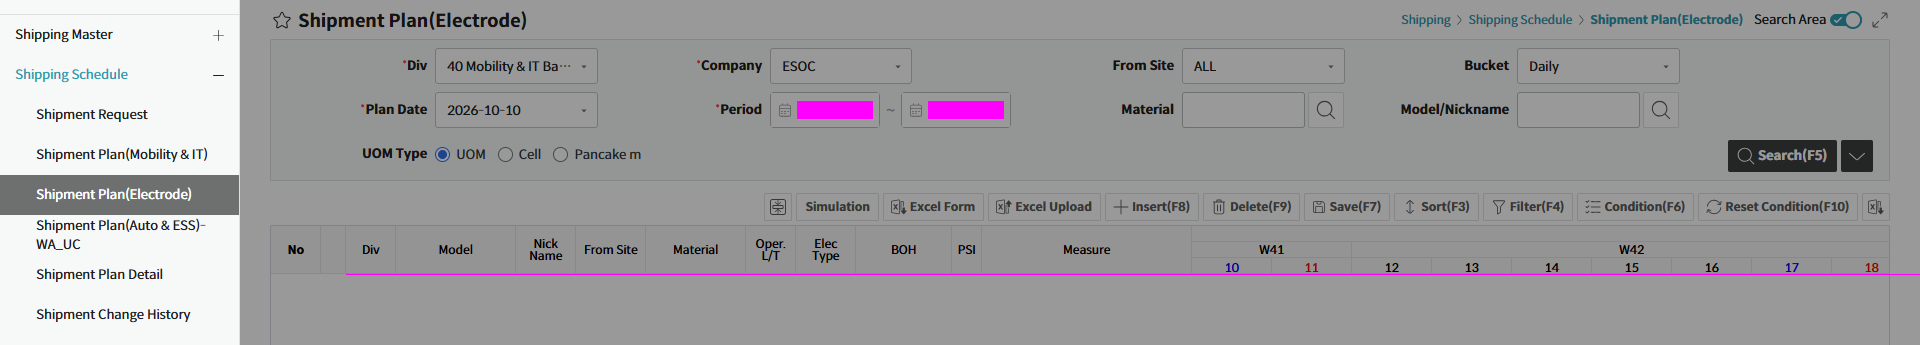 Shipping Master
Shipping Schedule
Shipment Request
Shipment Plan(Mobility & IT)
Shipment Plan(Electrode)
Shipment Plan(Auto & ESS)-
WA_UC
Shipment Plan Detail
Shipment Change History
Shipment Plan(Electrode)
Shipping > Shipping Schedule > Shipment Plan(Electrode) Search Area
*Div 40 Mobility & IT Ba··· *Company ESOC From Site ALL Bucket Daily
*Plan Date 2026-10-10 *Period ~ Material Model/Nickname
UOM Type UOM Cell Pancake m Search(F5)
Simulation Excel Form Excel Upload Insert(F8) Delete(F9) Save(F7) Sort(F3) Filter(F4) Condition(F6) Reset Condition(F10)
No Div Model Nick Name From Site Material Oper. L/T Elec Type BOH PSI Measure W41 W42
10 11 12 13 14 15 16 17 18